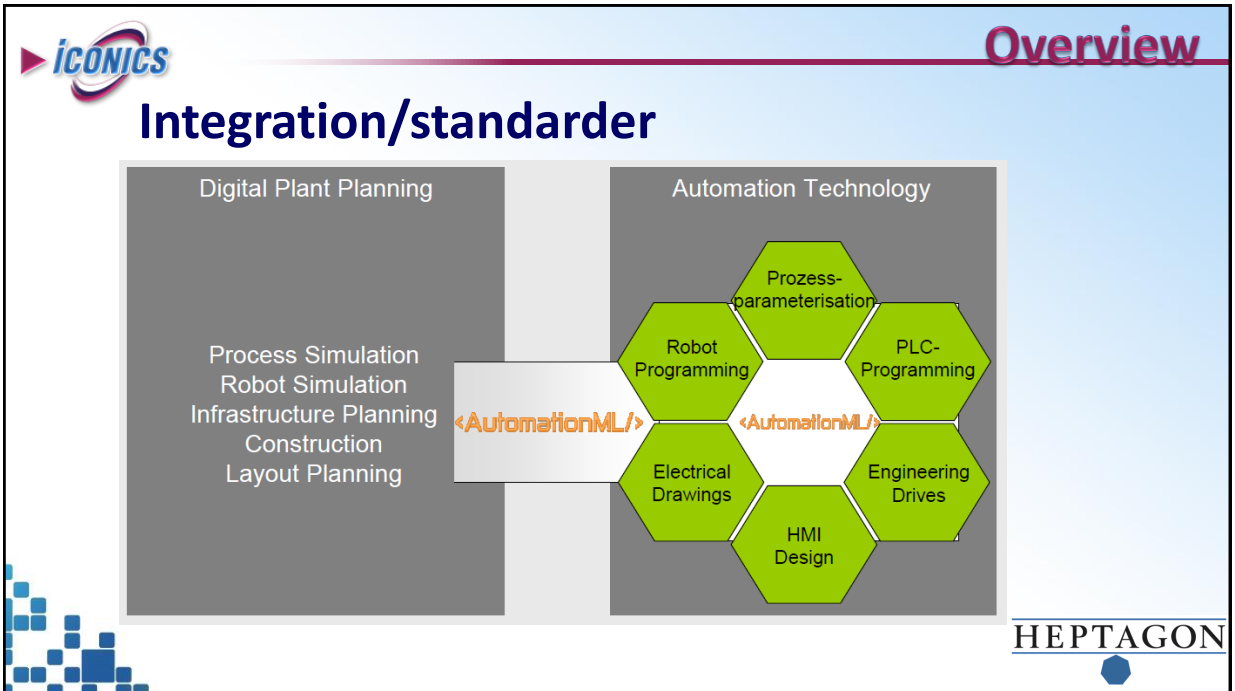 ICONICS
Overview
Integration/standarder
Digital Plant Planning
Process Simulation
Robot Simulation
Infrastructure Planning
Construction
Layout Planning
<AutomationML/>
Automation Technology
Prozess-
parameterisation
Robot
Programming
PLC-
Programming
<AutomationML/>
Electrical
Drawings
Engineering
Drives
HMI
Design
HEPTAGON